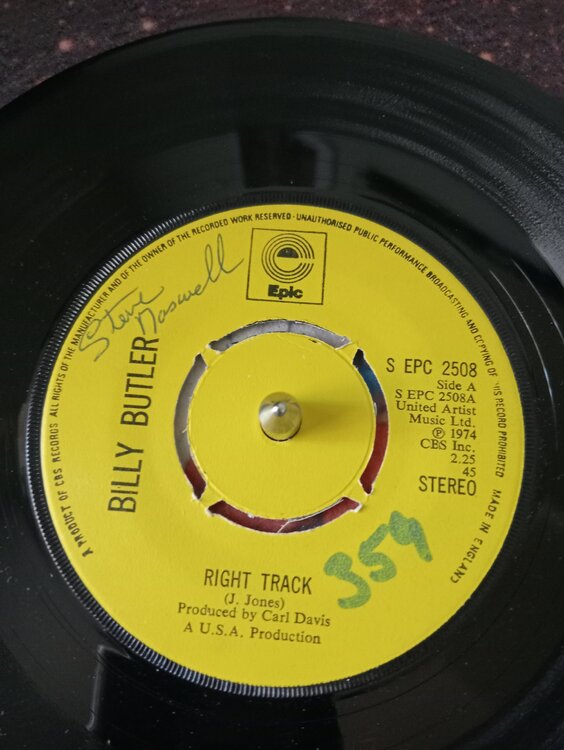 ALL RIGHTS OF THE MANUFACTURER AND OF THE OWNER OF THE RECORDED WORK RESERVED · UNAUTHORISED PUBLIC PERFORMANCE BROADCASTING AND COPYING OF THIS RECORD PROHIBITED
MADE IN ENGLAND
A PRODUCT OF CBS RECORDS
Epic
Steve
Maxwell
BILLY BUTLER
S EPC 2508
Side A
S EPC 2508A
United Artist
Music Ltd.
℗ 1974
CBS Inc.
2.25
45
STEREO
RIGHT TRACK
(J. Jones)
Produced by Carl Davis
A U.S.A. Production
359